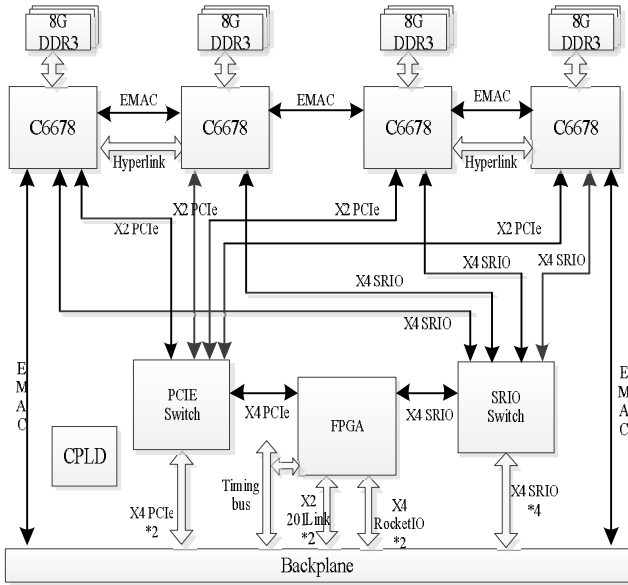 8G
DDR3
8G
DDR3
8G
DDR3
8G
DDR3
C6678
EMAC
C6678
EMAC
C6678
EMAC
C6678
Hyperlink
Hyperlink
X2 PCIe
X2 PCIe
X2 PCIe
X2 PCIe
X4 SRIO
X4 SRIO
X4 SRIO
X4 SRIO
EMAC
EMAC
PCIE
Switch
X4 PCIe
FPGA
X4 SRIO
SRIO
Switch
CPLD
X4 PCIe
*2
Timing
bus
X2
201Link
*2
X4
RocketIO
*2
X4 SRIO
*4
Backplane